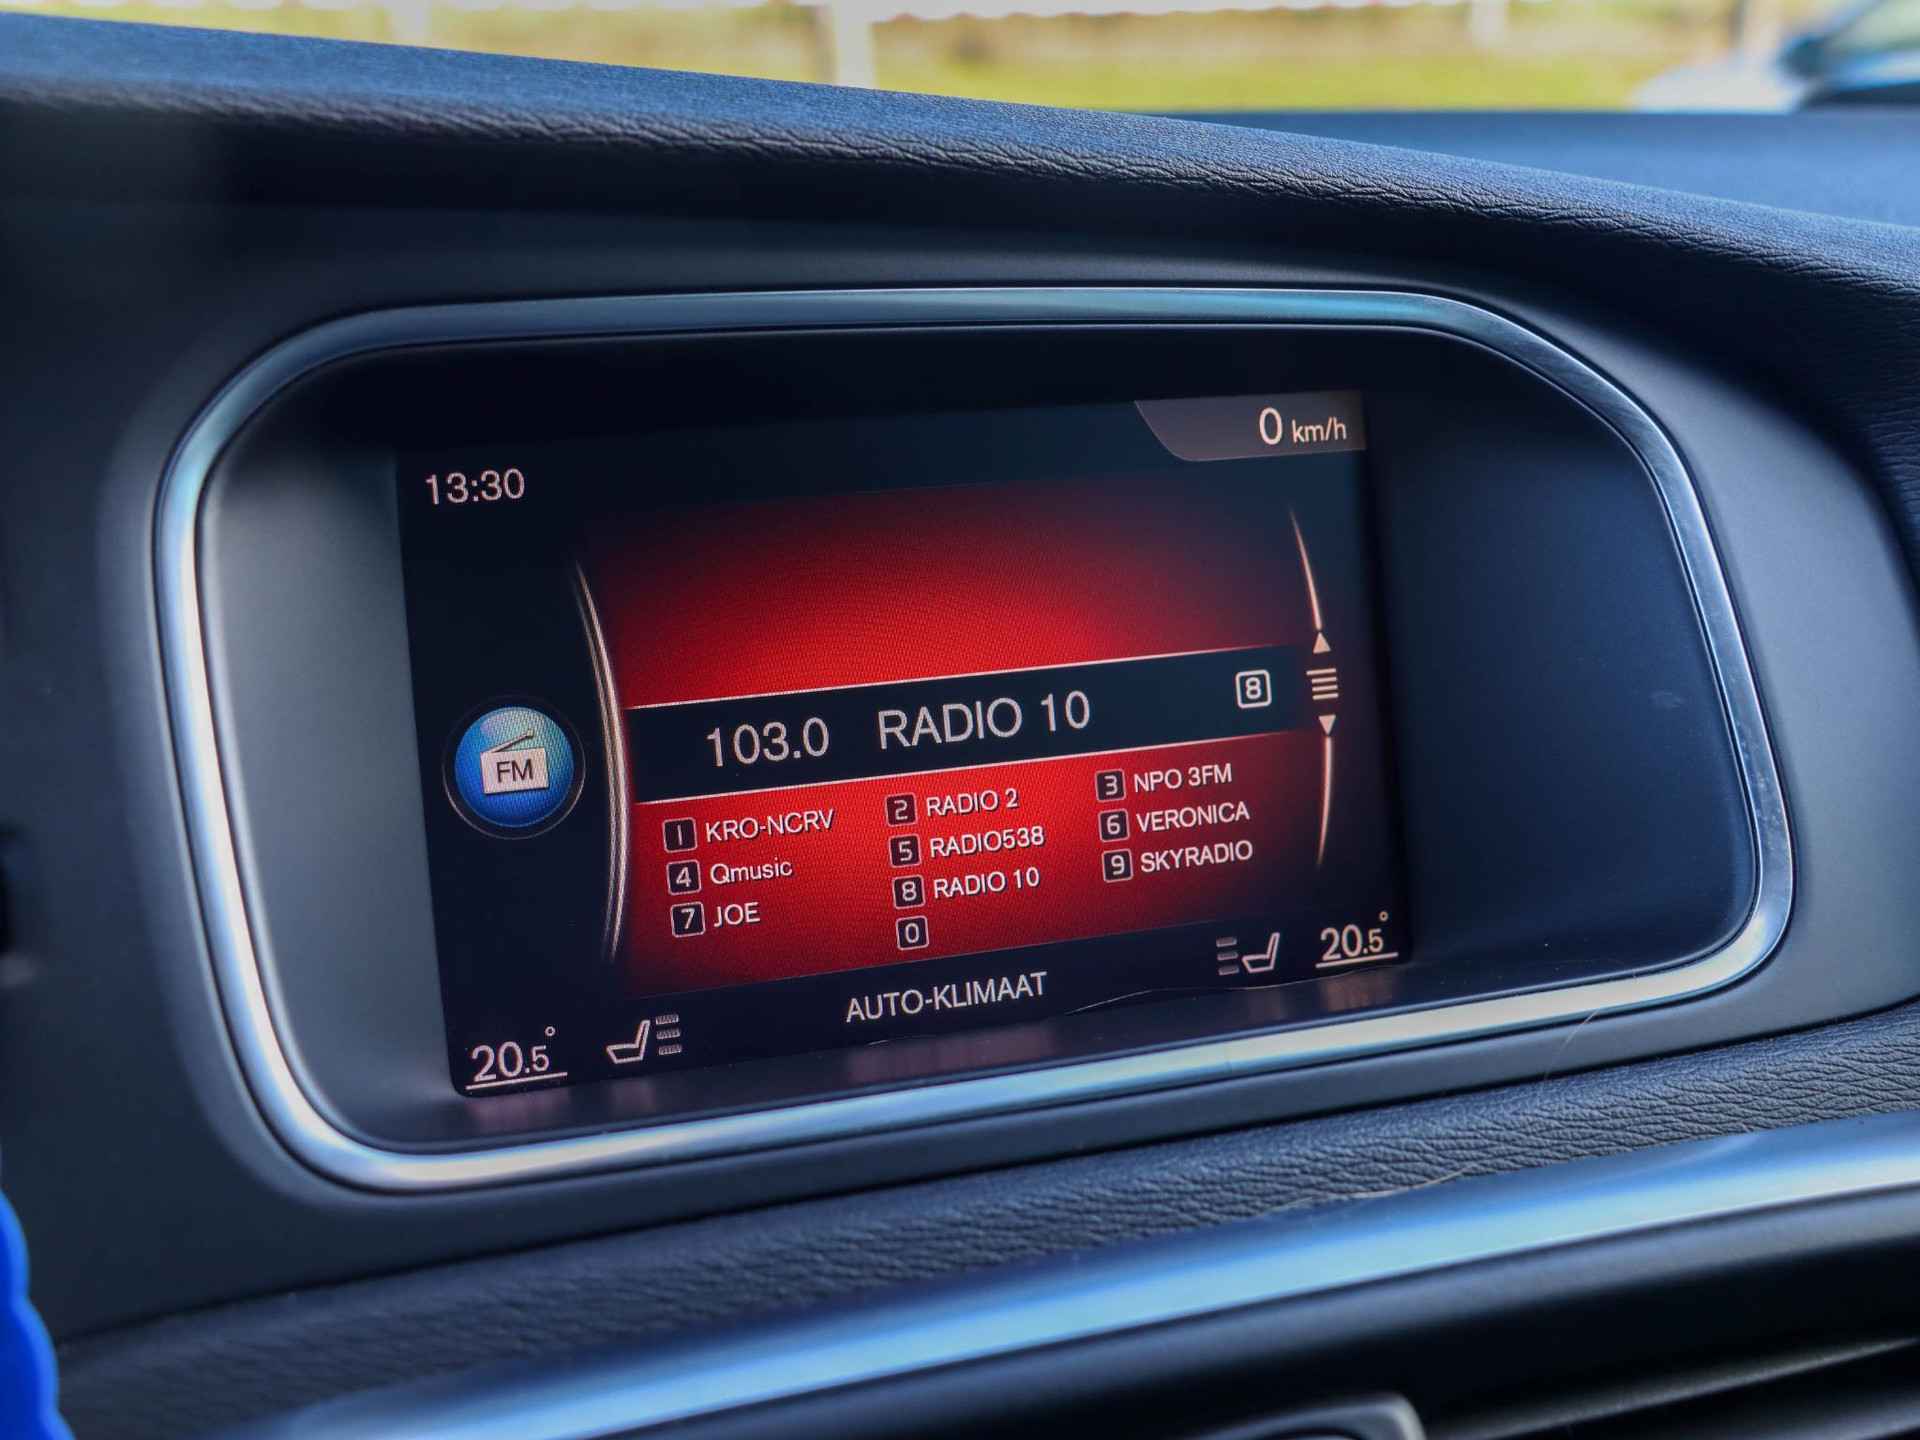 0 km/h
13:30
FM
103.0 RADIO 10 8
1 KRO-NCRV 2 RADIO 2 3 NPO 3FM
4 Qmusic 5 RADIO538 6 VERONICA
7 JOE 8 RADIO 10 9 SKYRADIO
0
20.5° AUTO-KLIMAAT 20.5°